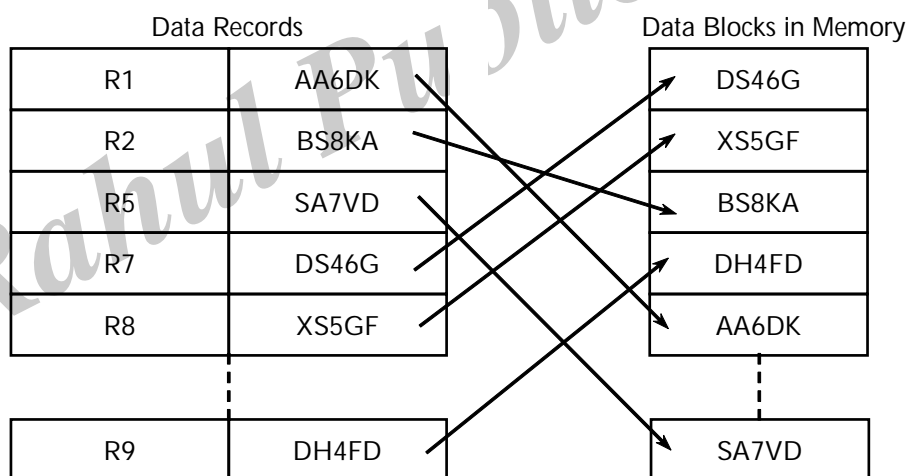 Data Records Data Blocks in Memory
R1 AA6DK DS46G
R2 BS8KA XS5GF
R5 SA7VD BS8KA
R7 DS46G DH4FD
R8 XS5GF AA6DK
R9 DH4FD SA7VD
Rahul